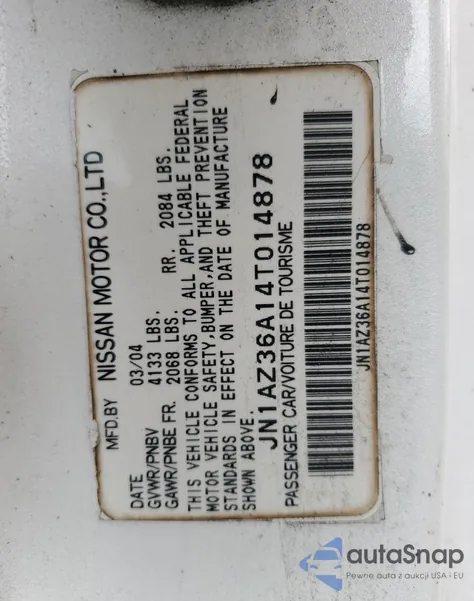 MFD.BY NISSAN MOTOR CO.,LTD
DATE 03/04
GVWR/PNBV 4133 LBS.
GAWR/PNBE FR. 2068 LBS. RR. 2084 LBS.
THIS VEHICLE CONFORMS TO ALL APPLICABLE FEDERAL
MOTOR VEHICLE SAFETY,BUMPER,AND THEFT PREVENTION
STANDARDS IN EFFECT ON THE DATE OF MANUFACTURE
SHOWN ABOVE.
JN1AZ36A14T014878
PASSENGER CAR/VOITURE DE TOURISME
JN1AZ36A14T014878
autoSnap
Pewne auta z aukcji USA i EU